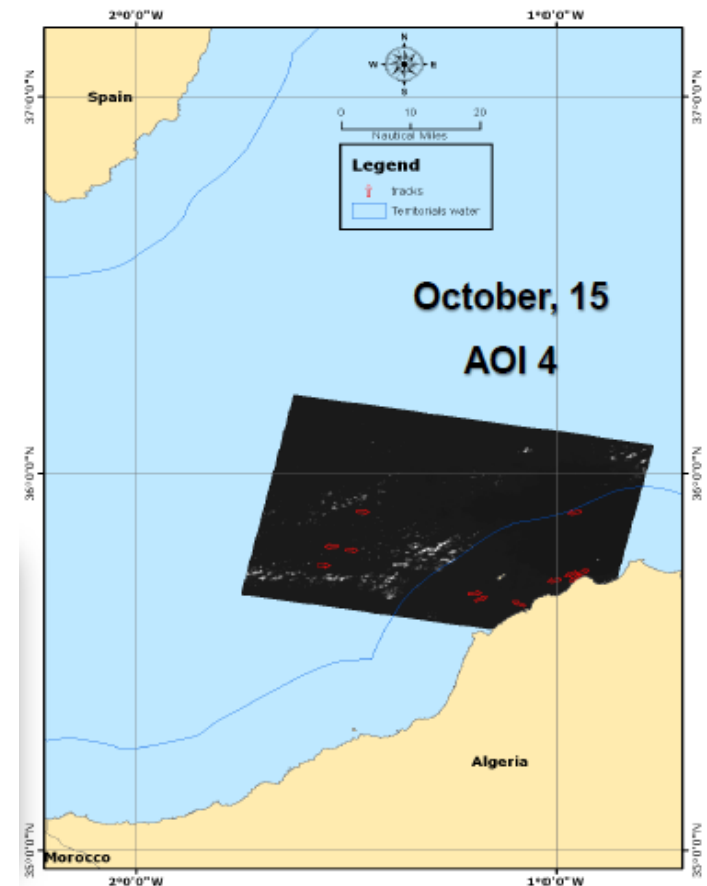 2°0'0"W 1°0'0"W
N
W E
S
Spain
37°0'0"N 37°0'0"N
0 10 20
Nautical Miles
Legend
tracks
Territorials water
October, 15
AOI 4
36°0'0"N 36°0'0"N
Algeria
35°0'0"N 35°0'0"N
Morocco
2°0'0"W 1°0'0"W